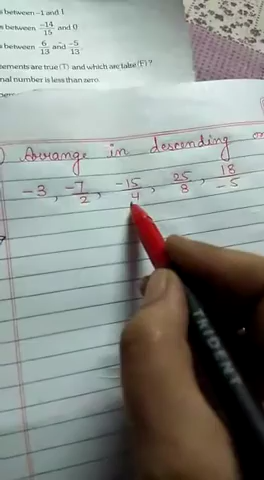 s between -1 and 1
s between -14/15 and 0
s between 6/13 and -5/13.
tements are true (T) and which are false (F)?
nal number is less than zero.
) Arrange in descending or
-3, -7/2, -15/4, 25/8, 18/-5
TRIDENT